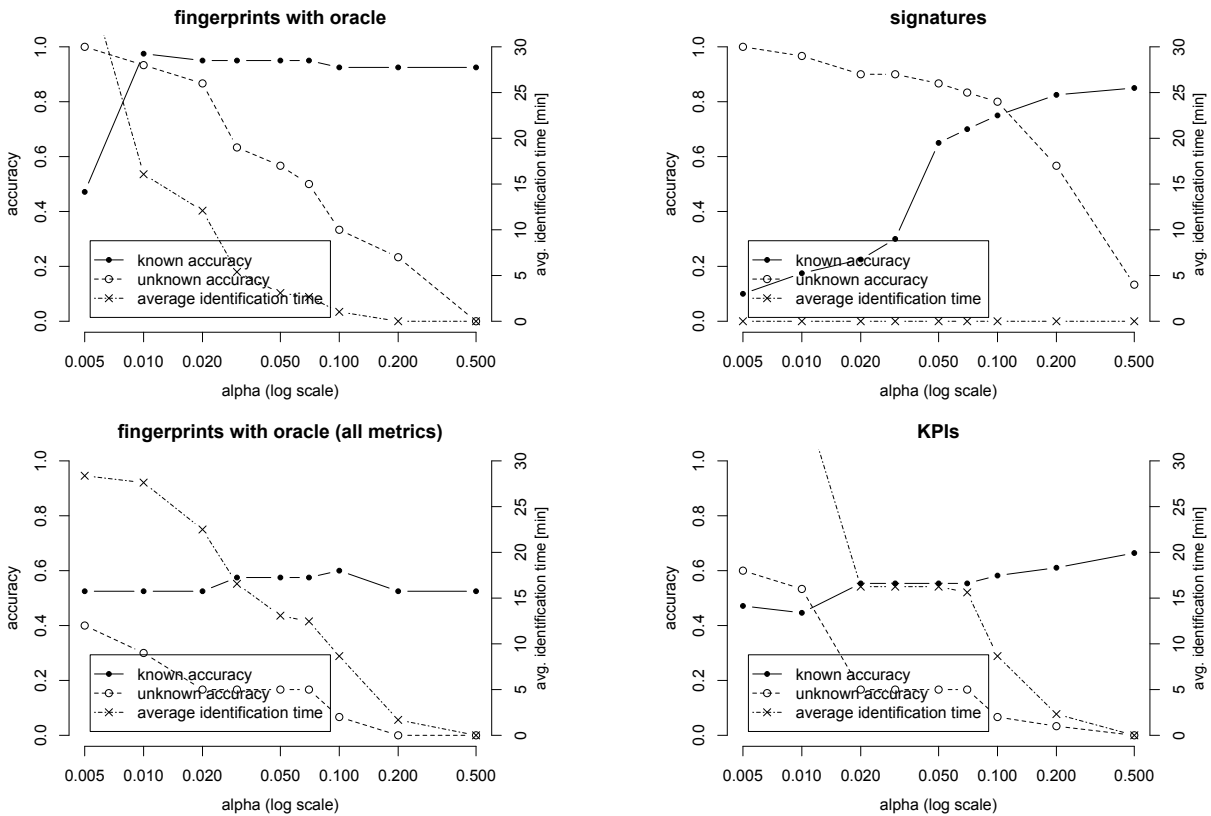 fingerprints with oracle
1.0
0.8
0.6
0.4
0.2
0.0
accuracy
30
25
20
15
10
5
0
avg. identification time [min]
known accuracy
unknown accuracy
average identification time
0.005 0.010 0.020 0.050 0.100 0.200 0.500
alpha (log scale)
signatures
1.0
0.8
0.6
0.4
0.2
0.0
accuracy
30
25
20
15
10
5
0
avg. identification time [min]
known accuracy
unknown accuracy
average identification time
0.005 0.010 0.020 0.050 0.100 0.200 0.500
alpha (log scale)
fingerprints with oracle (all metrics)
1.0
0.8
0.6
0.4
0.2
0.0
accuracy
30
25
20
15
10
5
0
avg. identification time [min]
known accuracy
unknown accuracy
average identification time
0.005 0.010 0.020 0.050 0.100 0.200 0.500
alpha (log scale)
KPIs
1.0
0.8
0.6
0.4
0.2
0.0
accuracy
30
25
20
15
10
5
0
avg. identification time [min]
known accuracy
unknown accuracy
average identification time
0.005 0.010 0.020 0.050 0.100 0.200 0.500
alpha (log scale)